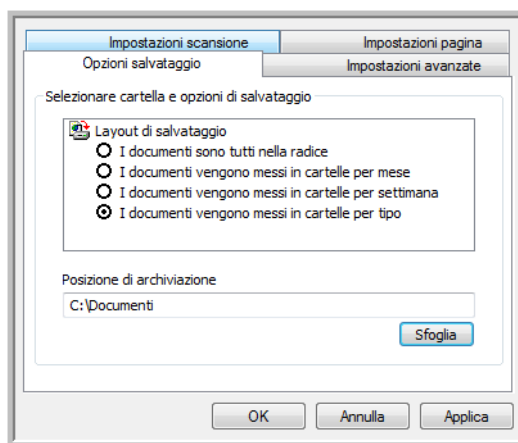 Impostazioni scansione
Impostazioni pagina
Opzioni salvataggio
Impostazioni avanzate
Selezionare cartella e opzioni di salvataggio
Layout di salvataggio
I documenti sono tutti nella radice
I documenti vengono messi in cartelle per mese
I documenti vengono messi in cartelle per settimana
I documenti vengono messi in cartelle per tipo
Posizione di archiviazione
C:\Documenti
Sfoglia
OK
Annulla
Applica